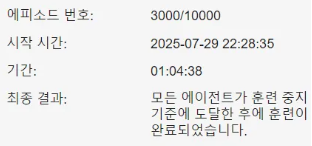 에피소드 번호: 3000/10000
시작 시간: 2025-07-29 22:28:35
기간: 01:04:38
최종 결과: 모든 에이전트가 훈련 중지
기준에 도달한 후에 훈련이
완료되었습니다.